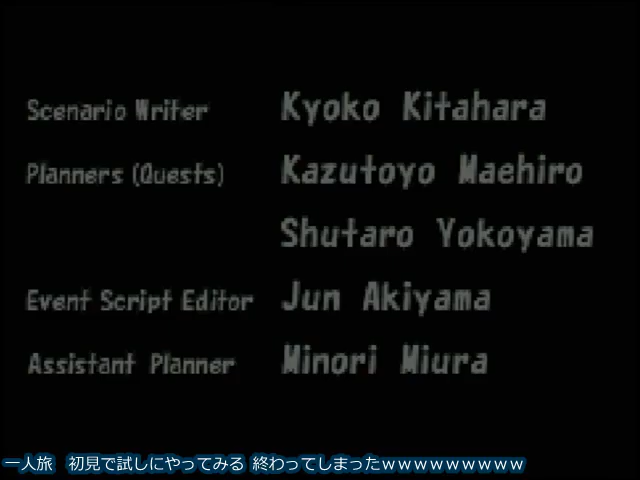 Scenario Writer Kyoko Kitahara
Planners (Quests) Kazutoyo Maehiro
Shutaro Yokoyama
Event Script Editor Jun Akiyama
Assistant Planner Minori Miura
一人旅 初見で試しにやってみる 終わってしまったwwwwwwwww